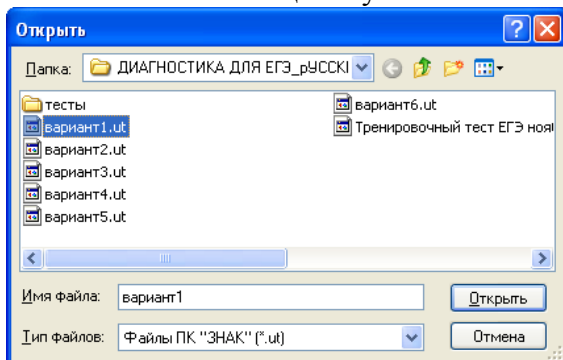 Открыть
Папка: ДИАГНОСТИКА ДЛЯ ЕГЭ_рУССКІ
тесты
вариант1.ut
вариант2.ut
вариант3.ut
вариант4.ut
вариант5.ut
вариант6.ut
Тренировочный тест ЕГЭ ноя
Имя файла: вариант1 Открыть
Тип файлов: Файлы ПК "ЗНАК" (*.ut) Отмена